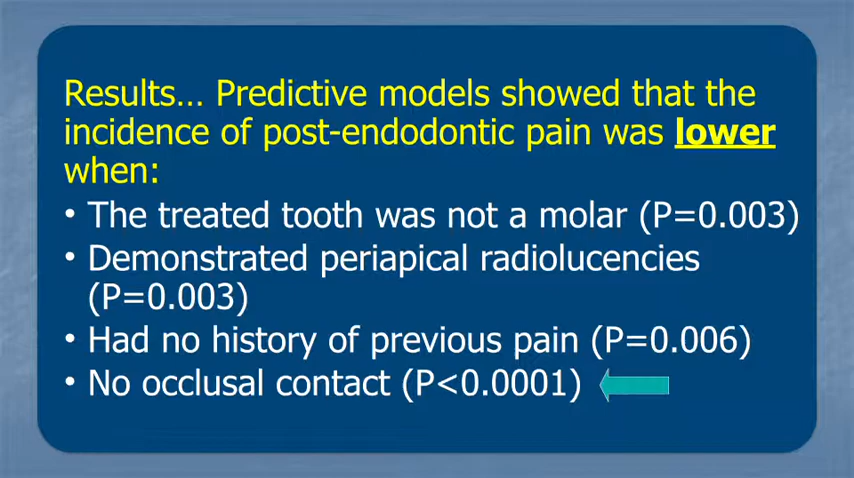 Results... Predictive models showed that the
incidence of post-endodontic pain was lower
when:
• The treated tooth was not a molar (P=0.003)
• Demonstrated periapical radiolucencies
(P=0.003)
• Had no history of previous pain (P=0.006)
• No occlusal contact (P<0.0001)